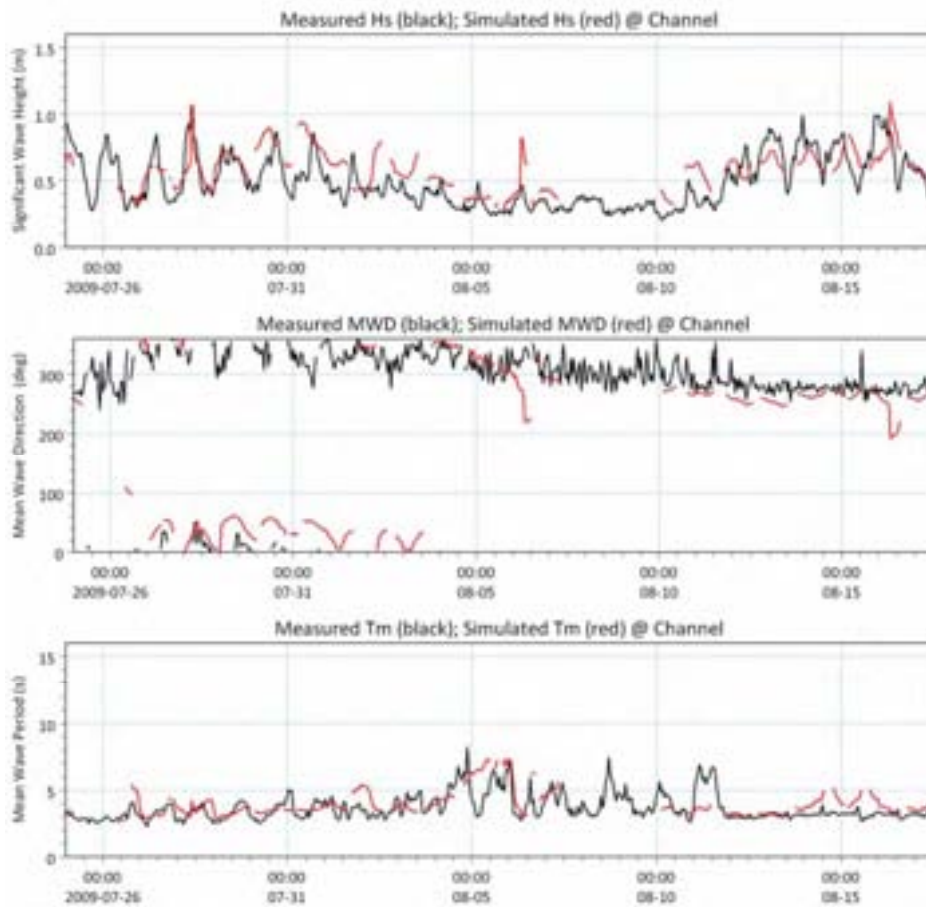 Measured Hs (black); Simulated Hs (red) @ Channel
Significant Wave Height (m)
1.5
1.0
0.5
0.0
00:00 00:00 00:00 00:00 00:00
2009-07-26 07-31 08-05 08-10 08-15
Measured MWD (black); Simulated MWD (red) @ Channel
Mean Wave Direction (deg)
300
200
100
0
00:00 00:00 00:00 00:00 00:00
2009-07-26 07-31 08-05 08-10 08-15
Measured Tm (black); Simulated Tm (red) @ Channel
Mean Wave Period (s)
15
10
5
0
00:00 00:00 00:00 00:00 00:00
2009-07-26 07-31 08-05 08-10 08-15